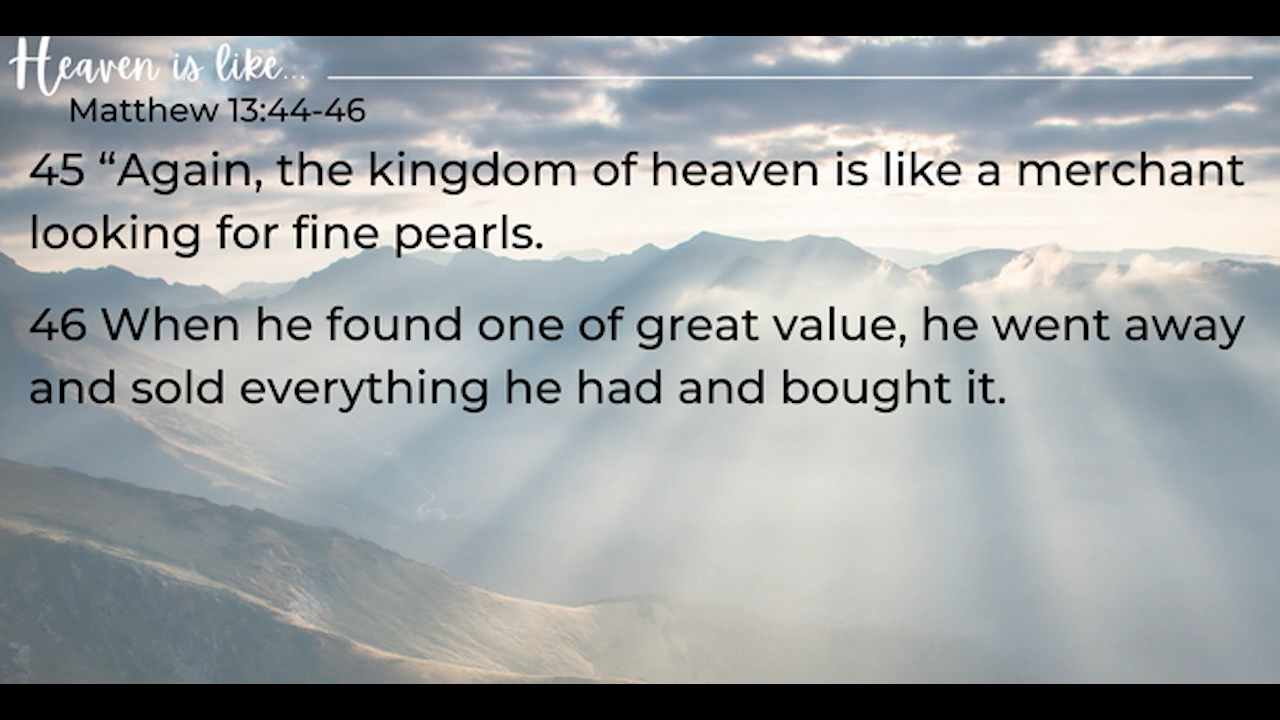 Heaven is like...
Matthew 13:44-46
45 “Again, the kingdom of heaven is like a merchant
looking for fine pearls.
46 When he found one of great value, he went away
and sold everything he had and bought it.